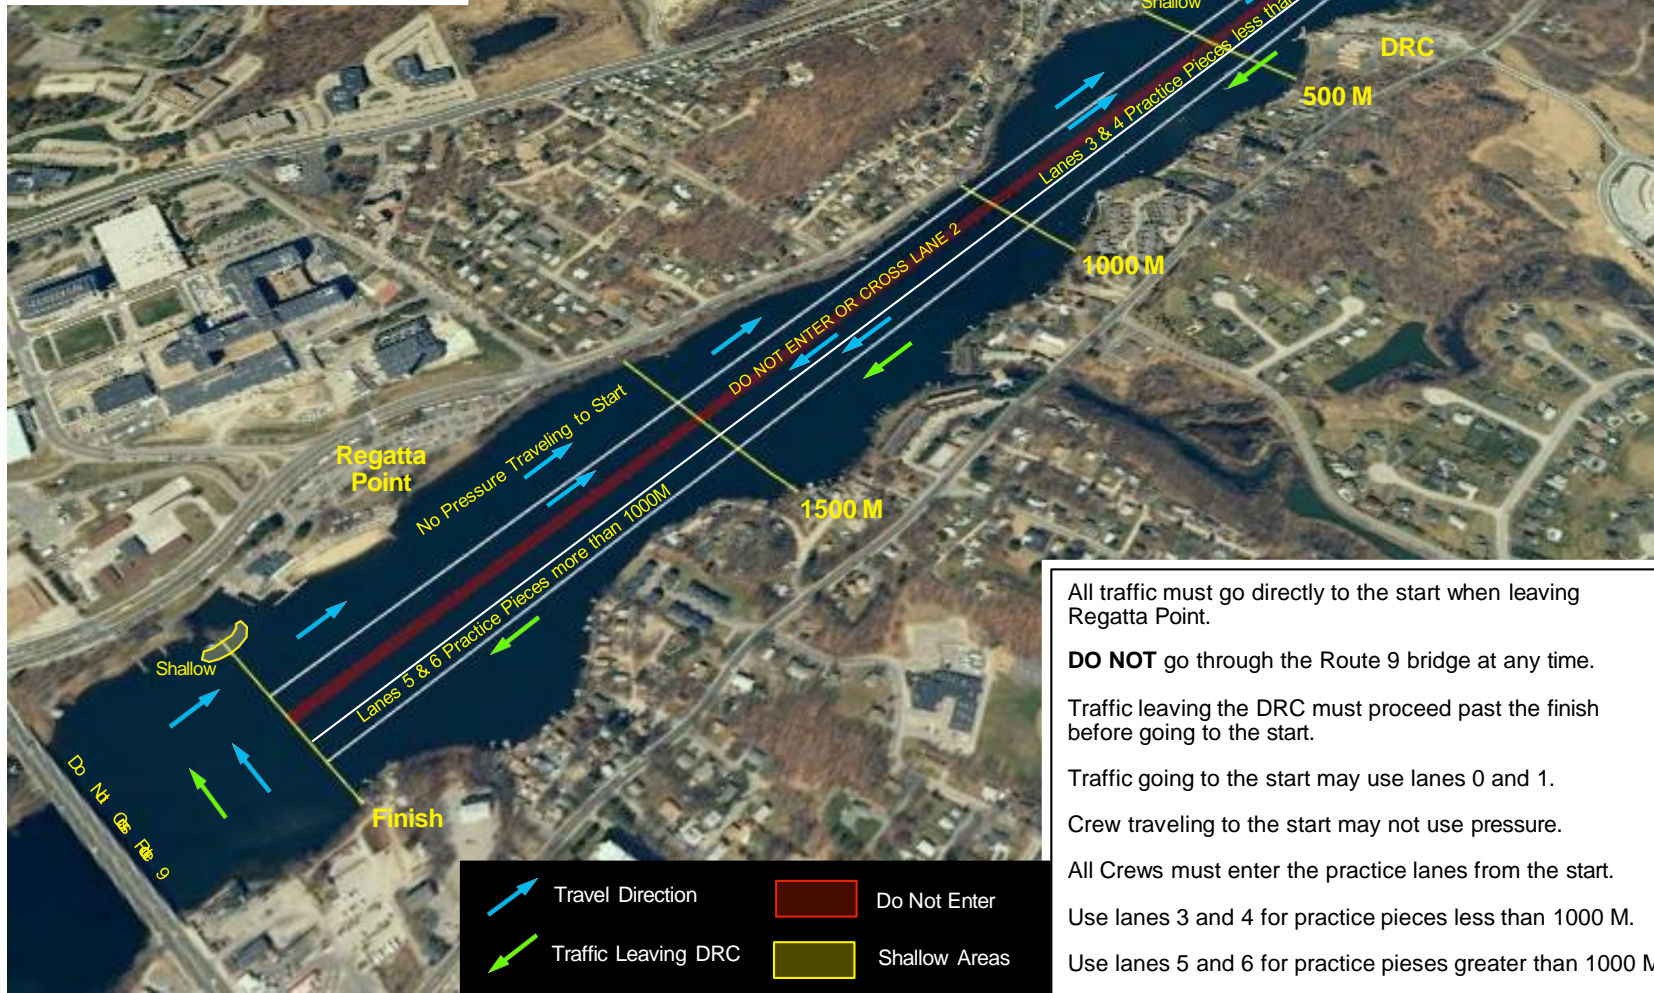 Shallow
DRC
500 M
Lanes 3 & 4 Practice Pieces less than
1000 M
DO NOT ENTER OR CROSS LANE 2
No Pressure Traveling to Start
Regatta
Point
1500 M
Lanes 5 & 6 Practice Pieces more than 1000M
Shallow
Finish
Do Not Cross Route 9
Travel Direction
Do Not Enter
Traffic Leaving DRC
Shallow Areas
All traffic must go directly to the start when leaving
Regatta Point.
DO NOT go through the Route 9 bridge at any time.
Traffic leaving the DRC must proceed past the finish
before going to the start.
Traffic going to the start may use lanes 0 and 1.
Crew traveling to the start may not use pressure.
All Crews must enter the practice lanes from the start.
Use lanes 3 and 4 for practice pieces less than 1000 M.
Use lanes 5 and 6 for practice pieses greater than 1000 M